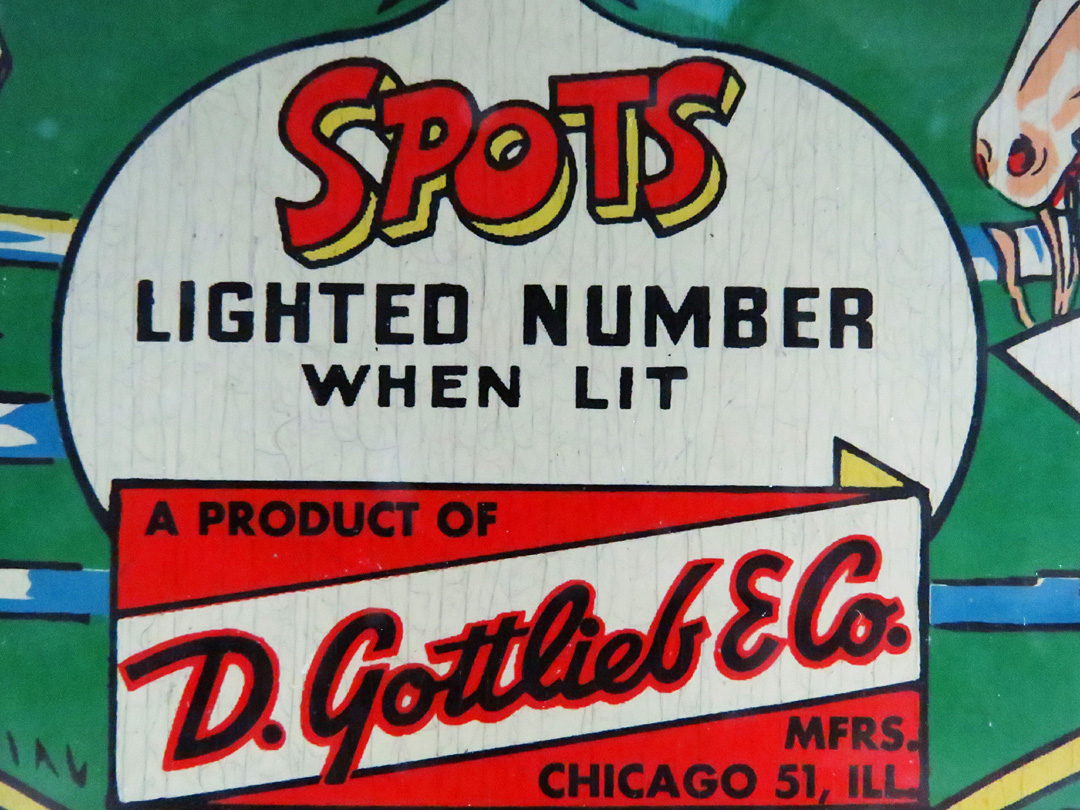 SPOTS
LIGHTED NUMBER
WHEN LIT
A PRODUCT OF
D. Gottlieb & Co.
MFRS.
CHICAGO 51, ILL.